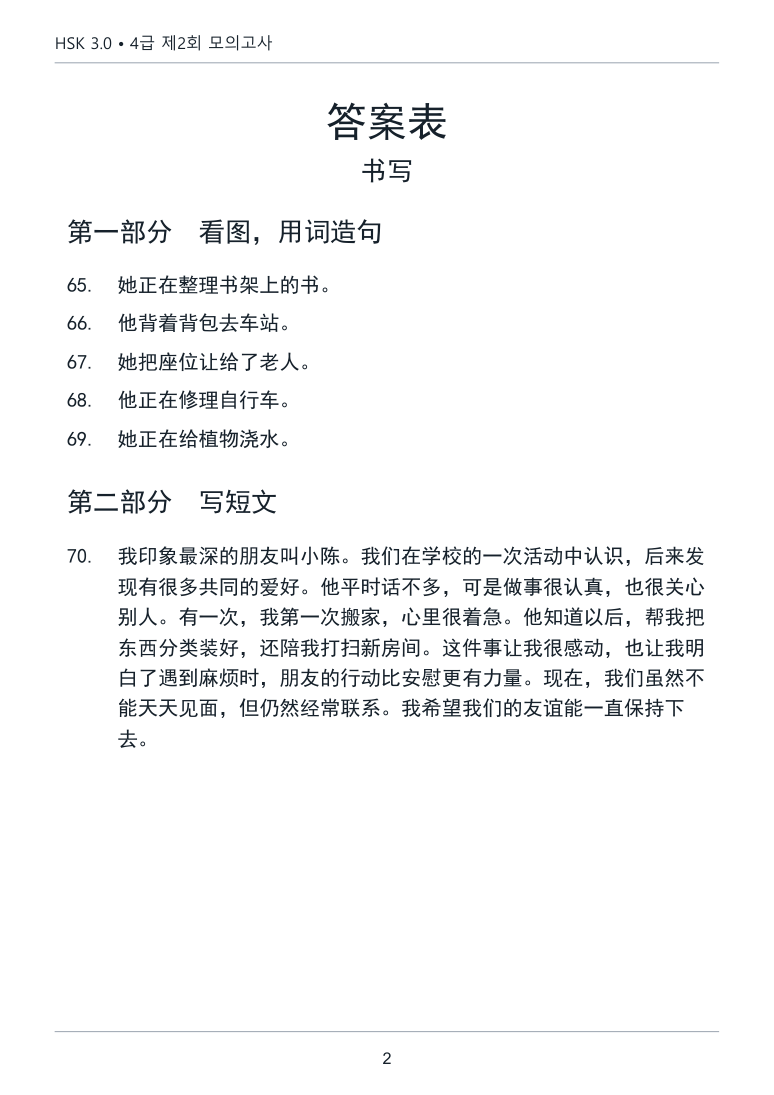 HSK 3.0 • 4급 제2회 모의고사
答案表
书写
第一部分 看图，用词造句
65. 她正在整理书架上的书。
66. 他背着背包去车站。
67. 她把座位让给了老人。
68. 他正在修理自行车。
69. 她正在给植物浇水。
第二部分 写短文
70. 我印象最深的朋友叫小陈。我们在学校的一次活动中认识，后来发
现有很多共同的爱好。他平时话不多，可是做事很认真，也很关心
别人。有一次，我第一次搬家，心里很着急。他知道以后，帮我把
东西分类装好，还陪我打扫新房间。这件事让我很感动，也让我明
白了遇到麻烦时，朋友的行动比安慰更有力量。现在，我们虽然不
能天天见面，但仍然经常联系。我希望我们的友谊能一直保持下
去。
2